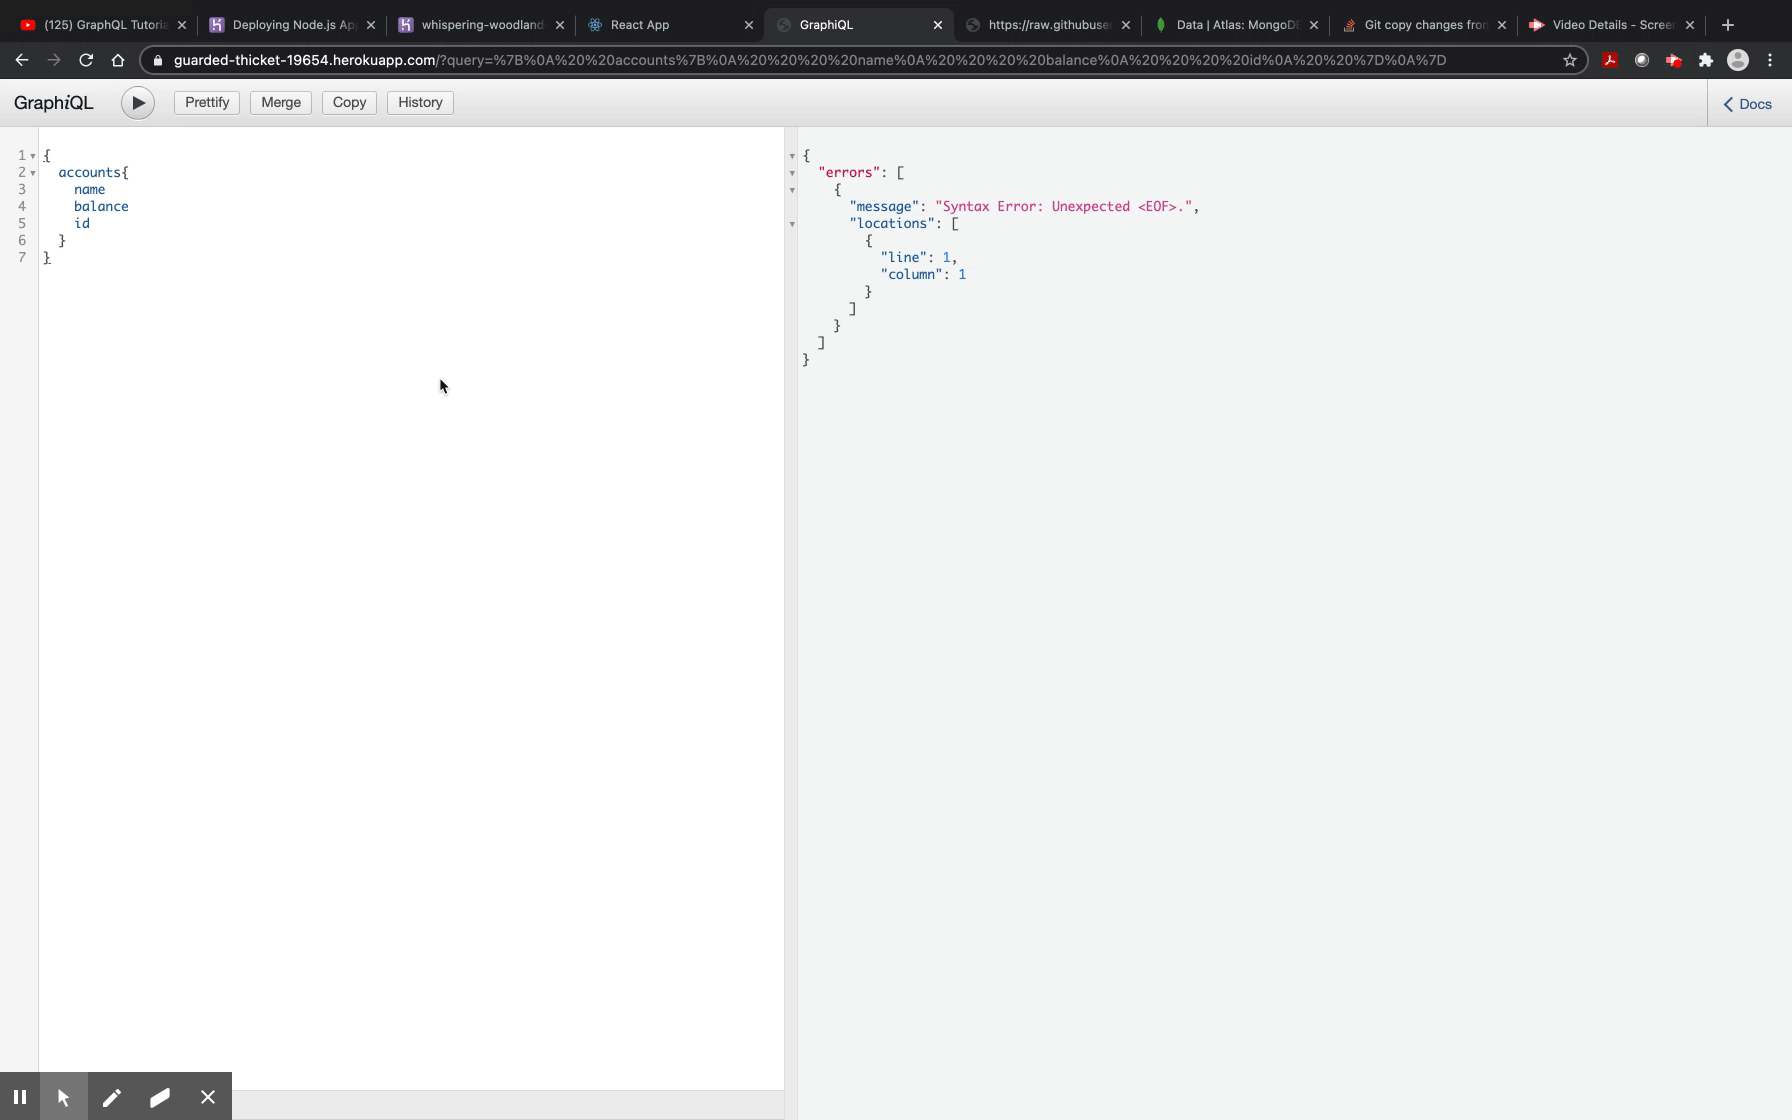 (125) GraphQL Tutoria
Deploying Node.js Ap
whispering-woodland
React App
GraphiQL
https://raw.githubuser
Data | Atlas: MongoDB
Git copy changes from
Video Details - Screen
guarded-thicket-19654.herokuapp.com/?query=%7B%0A%20%20accounts%7B%0A%20%20%20%20name%0A%20%20%20%20balance%0A%20%20%20%20id%0A%20%20%7D%0A%7D
GraphiQL
Prettify
Merge
Copy
History
Docs
1 {
2 accounts{
3 name
4 balance
5 id
6 }
7 }
{
"errors": [
{
"message": "Syntax Error: Unexpected <EOF>.",
"locations": [
{
"line": 1,
"column": 1
}
]
}
]
}